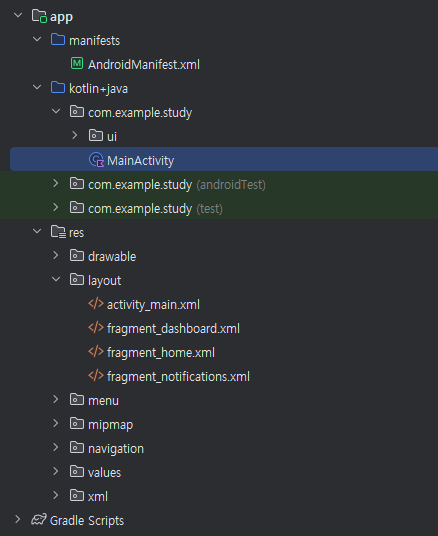 app
manifests
AndroidManifest.xml
kotlin+java
com.example.study
ui
MainActivity
com.example.study (androidTest)
com.example.study (test)
res
drawable
layout
activity_main.xml
fragment_dashboard.xml
fragment_home.xml
fragment_notifications.xml
menu
mipmap
navigation
values
xml
Gradle Scripts